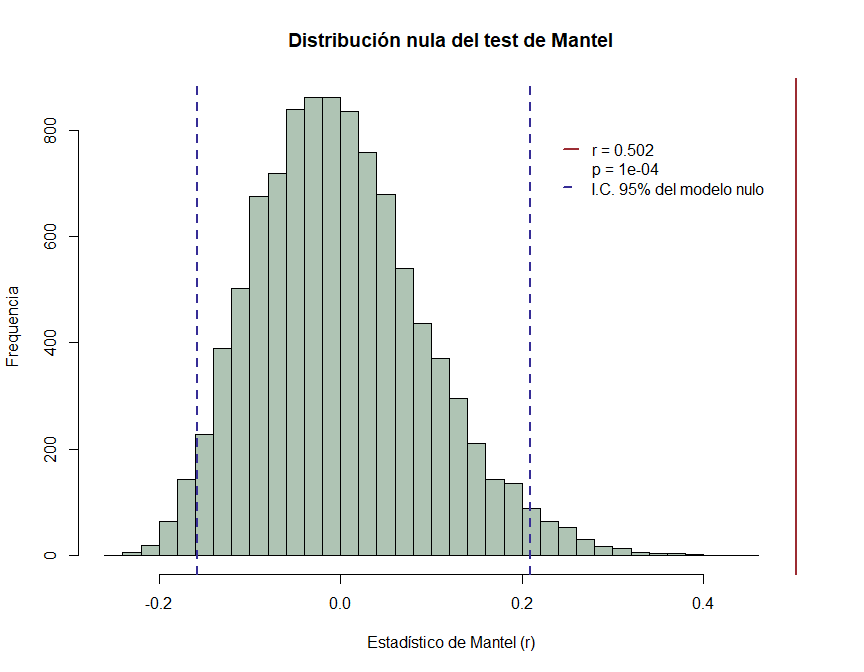 Distribución nula del test de Mantel
r = 0.502
p = 1e-04
I.C. 95% del modelo nulo
Frequencia
0
200
400
600
800
-0.2
0.0
0.2
0.4
Estadístico de Mantel (r)